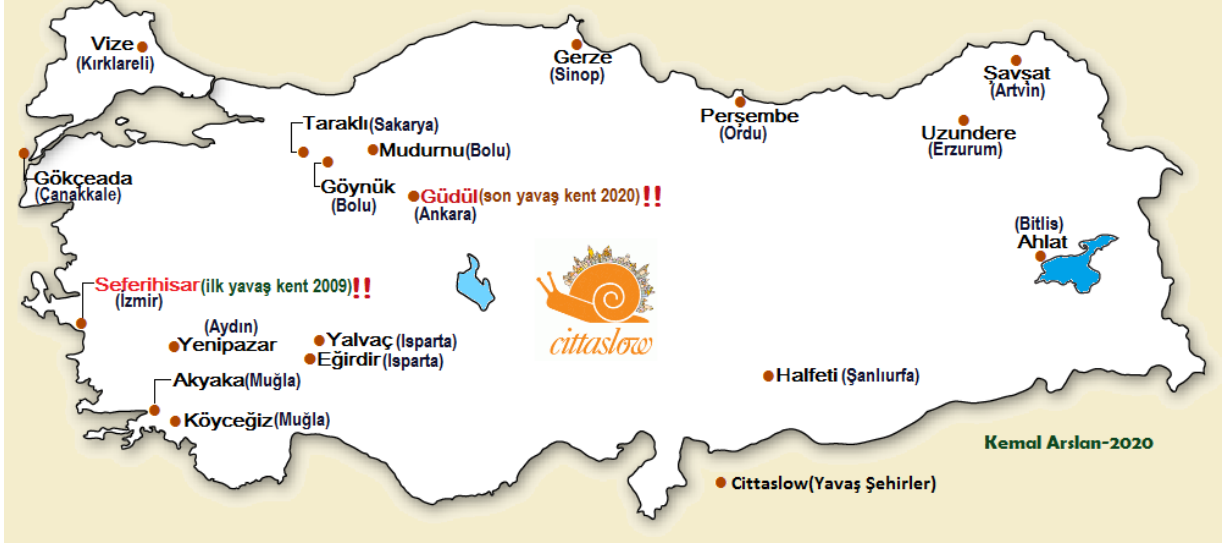 Vize
(Kırklareli)
Gerze
(Sinop)
Şavşat
(Artvin)
Perşembe
(Ordu)
Uzundere
(Erzurum)
Taraklı(Sakarya)
Mudurnu(Bolu)
Gökçeada
(Çanakkale)
Göynük
(Bolu)
Güdül(son yavaş kent 2020)!!
(Ankara)
(Bitlis)
Ahlat
Seferihisar(ilk yavaş kent 2009)!!
(İzmir)
cittaslow
(Aydın)
Yenipazar
Yalvaç (Isparta)
Eğirdir(Isparta)
Akyaka(Muğla)
Köyceğiz(Muğla)
Halfeti (Şanlıurfa)
Kemal Arslan-2020
Cittaslow(Yavaş Şehirler)